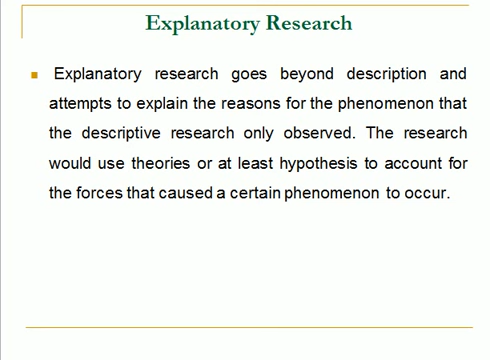 Explanatory Research
Explanatory research goes beyond description and
attempts to explain the reasons for the phenomenon that
the descriptive research only observed. The research
would use theories or at least hypothesis to account for
the forces that caused a certain phenomenon to occur.